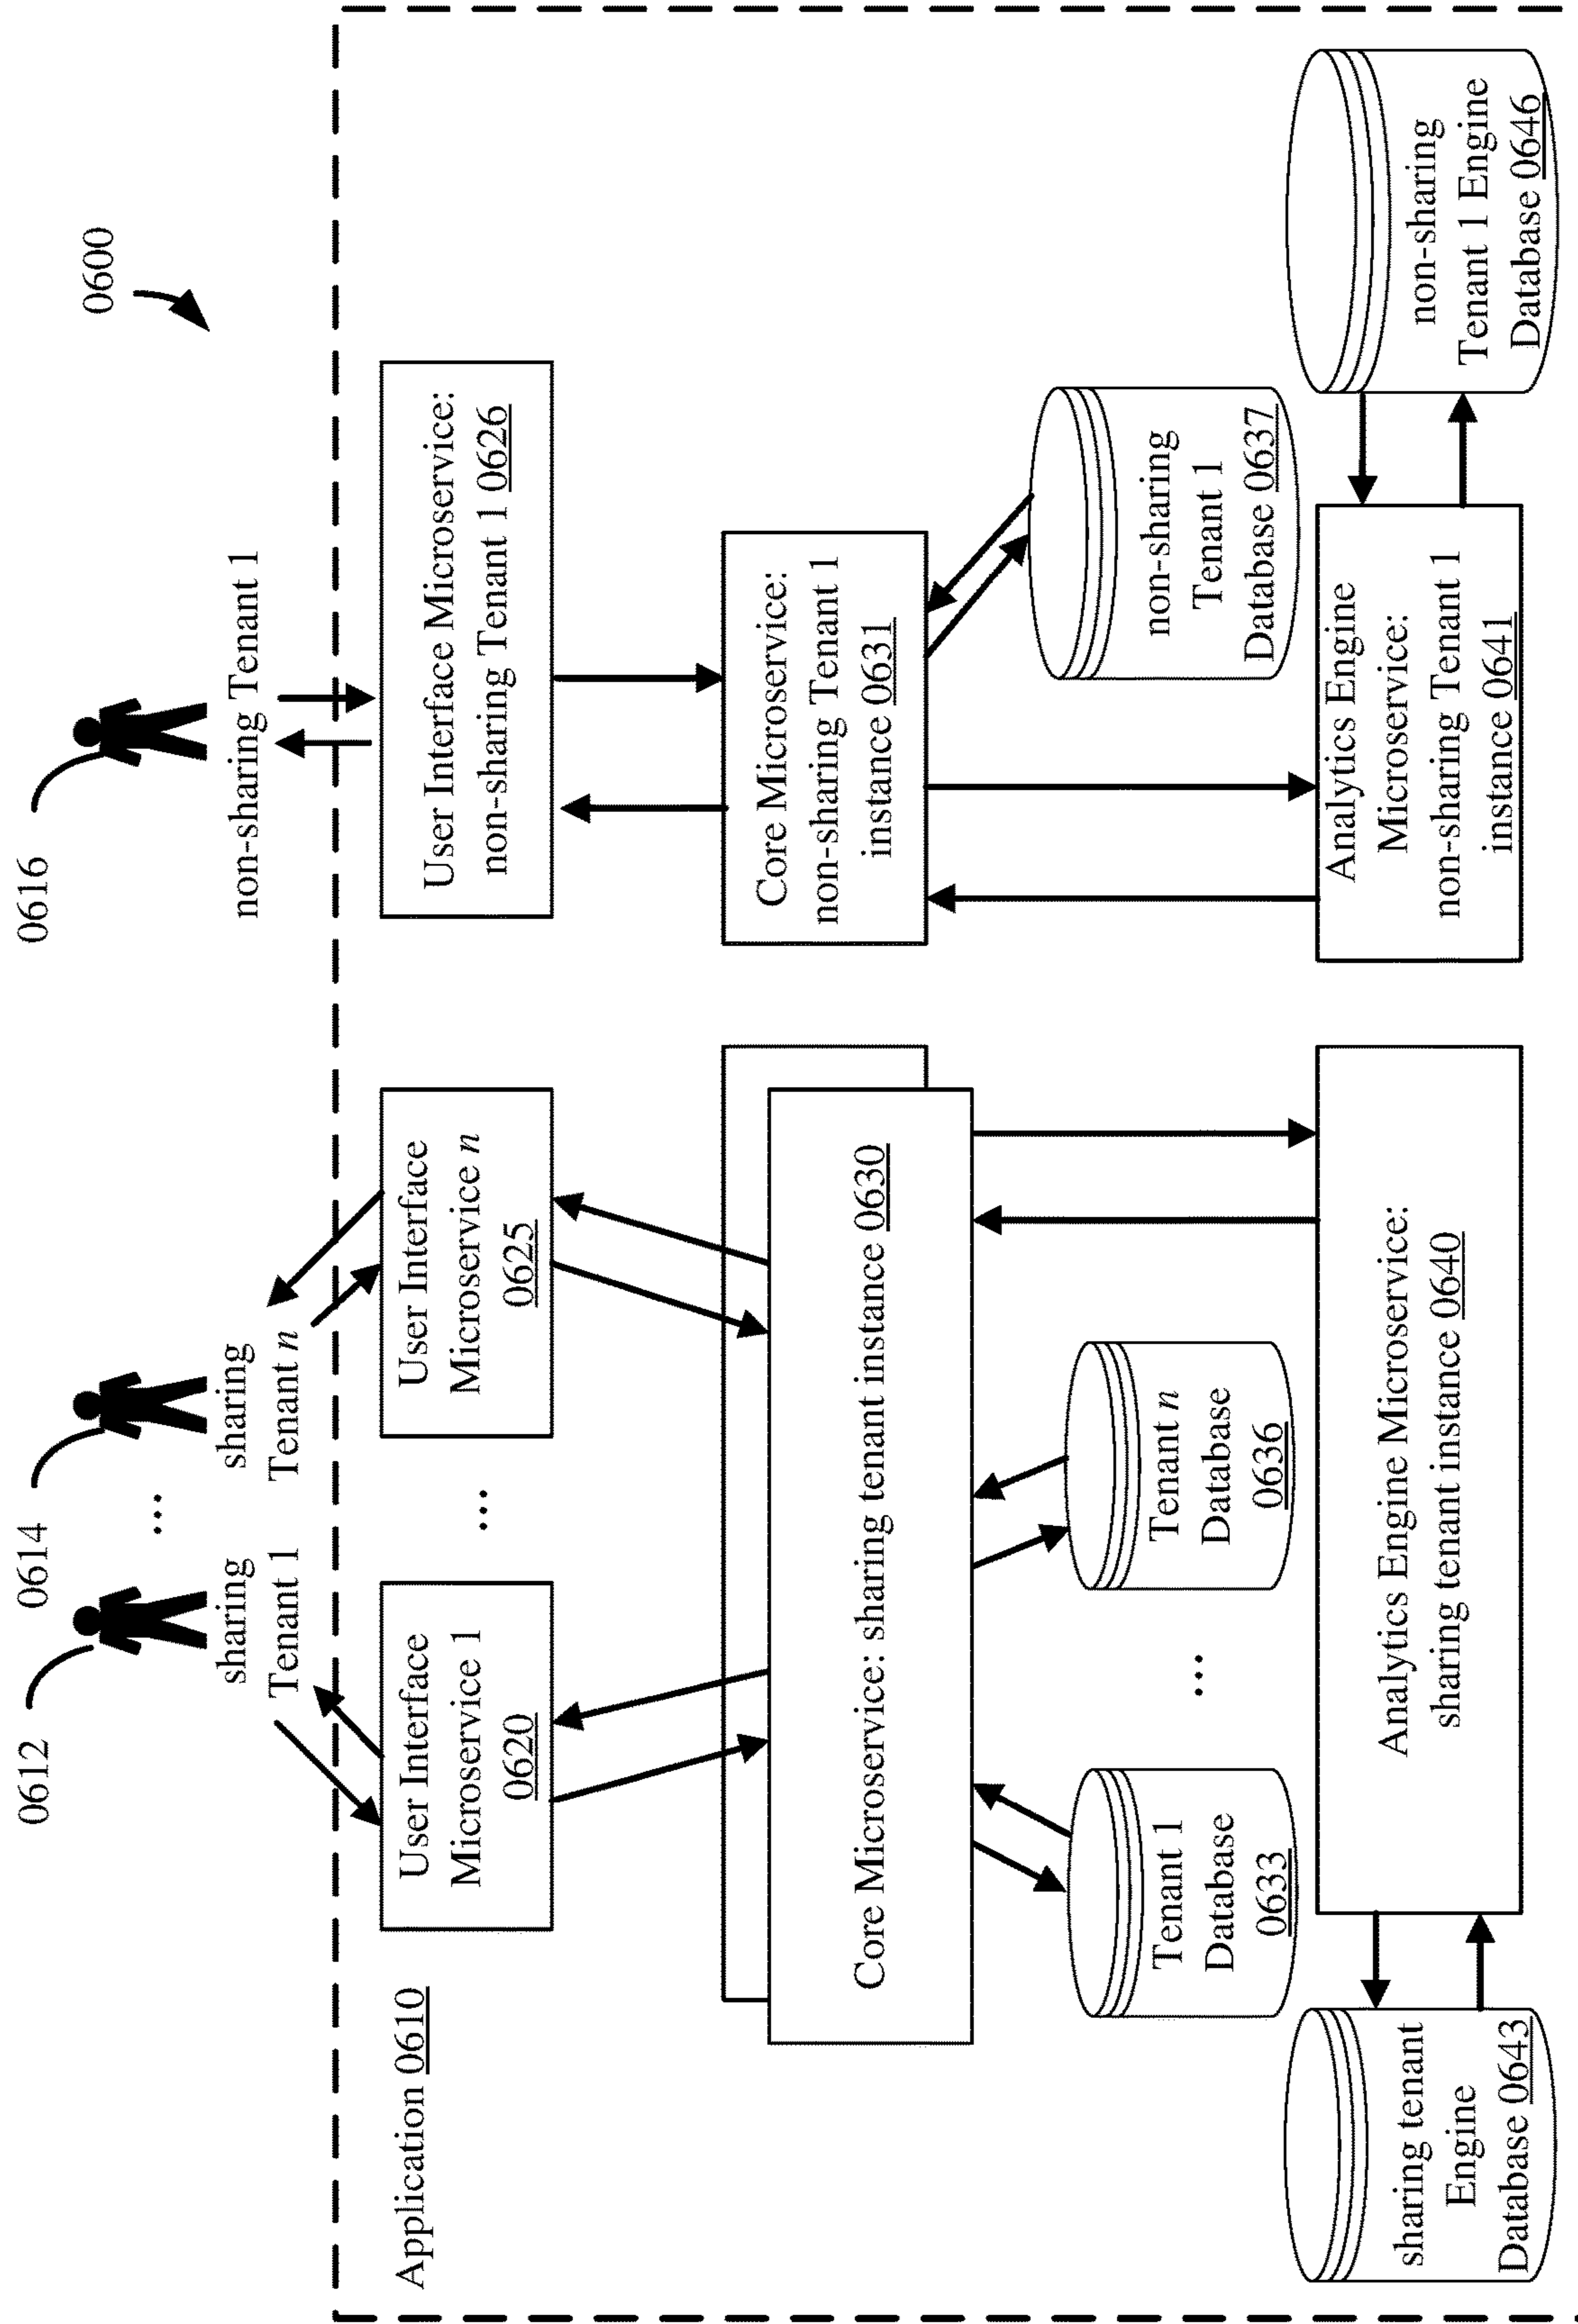 0600
0612
0614
0616
sharing
Tenant 1
...
sharing
Tenant n
non-sharing Tenant 1
Application 0610
User Interface
Microservice 1
0620
...
User Interface
Microservice n
0625
User Interface Microservice:
non-sharing Tenant 1 0626
Core Microservice: sharing tenant instance 0630
Core Microservice:
non-sharing Tenant 1
instance 0631
Tenant 1
Database
0633
...
Tenant n
Database
0636
non-sharing
Tenant 1
Database 0637
sharing tenant
Engine
Database 0643
Analytics Engine Microservice:
sharing tenant instance 0640
Analytics Engine
Microservice:
non-sharing Tenant 1
instance 0641
non-sharing
Tenant 1 Engine
Database 0646